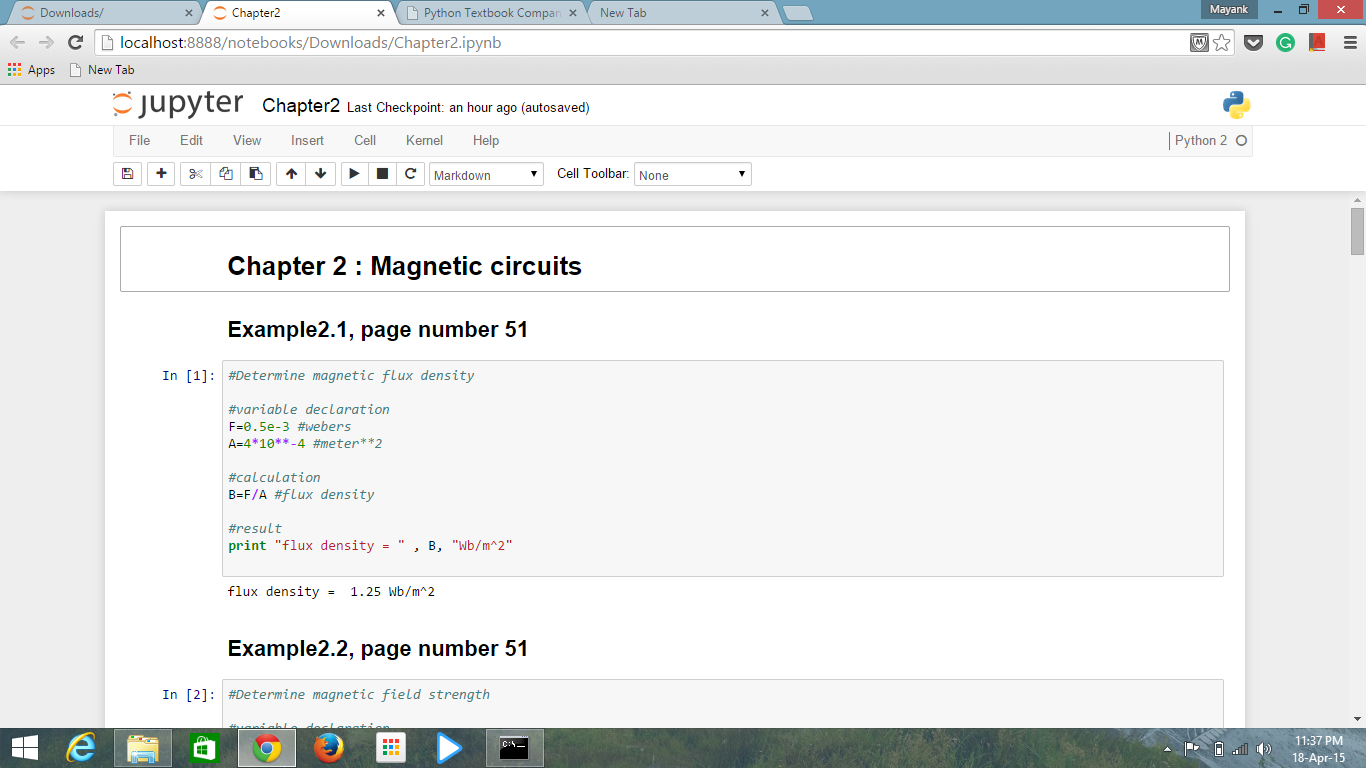 Downloads/
Chapter2
Python Textbook Compan
New Tab
Mayank
localhost:8888/notebooks/Downloads/Chapter2.ipynb
Apps
New Tab
jupyter Chapter2 Last Checkpoint: an hour ago (autosaved)
File Edit View Insert Cell Kernel Help
Python 2
Markdown
Cell Toolbar: None
Chapter 2 : Magnetic circuits
Example2.1, page number 51
In [1]: #Determine magnetic flux density
#variable declaration
F=0.5e-3 #webers
A=4*10**-4 #meter**2
#calculation
B=F/A #flux density
#result
print "flux density = " , B, "Wb/m^2"
flux density =  1.25 Wb/m^2
Example2.2, page number 51
In [2]: #Determine magnetic field strength
#variable declaration
C:\_
11:37 PM
18-Apr-15